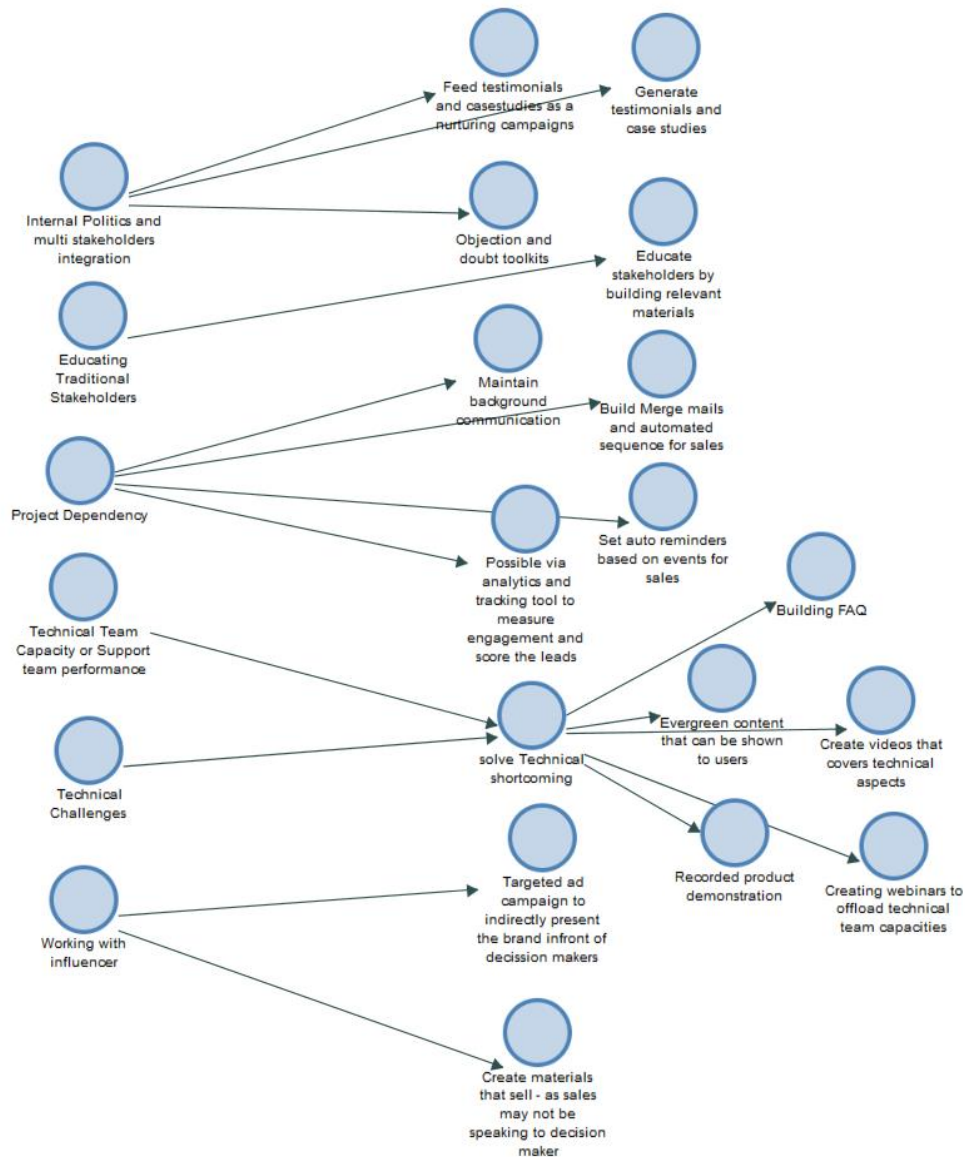 Feed testimonials
and casestudies as a
nurturing campaigns
Generate
testimonials and
case studies
Internal Politics and
multi stakeholders
integration
Objection and
doubt toolkits
Educate
stakeholders by
building relevant
materials
Educating
Traditional
Stakeholders
Maintain
background
communication
Build Merge mails
and automated
sequence for sales
Project Dependency
Possible via
analytics and
tracking tool to
measure
engagement and
score the leads
Set auto reminders
based on events for
sales
Building FAQ
Technical Team
Capacity or Support
team performance
solve Technical
shortcoming
Evergreen content
that can be shown
to users
Create videos that
covers technical
aspects
Technical
Challenges
Recorded product
demonstration
Creating webinars to
offload technical
team capacities
Working with
influencer
Targeted ad
campaign to
indirectly present
the brand infront of
decission makers
Create materials
that sell - as sales
may not be
speaking to decision
maker